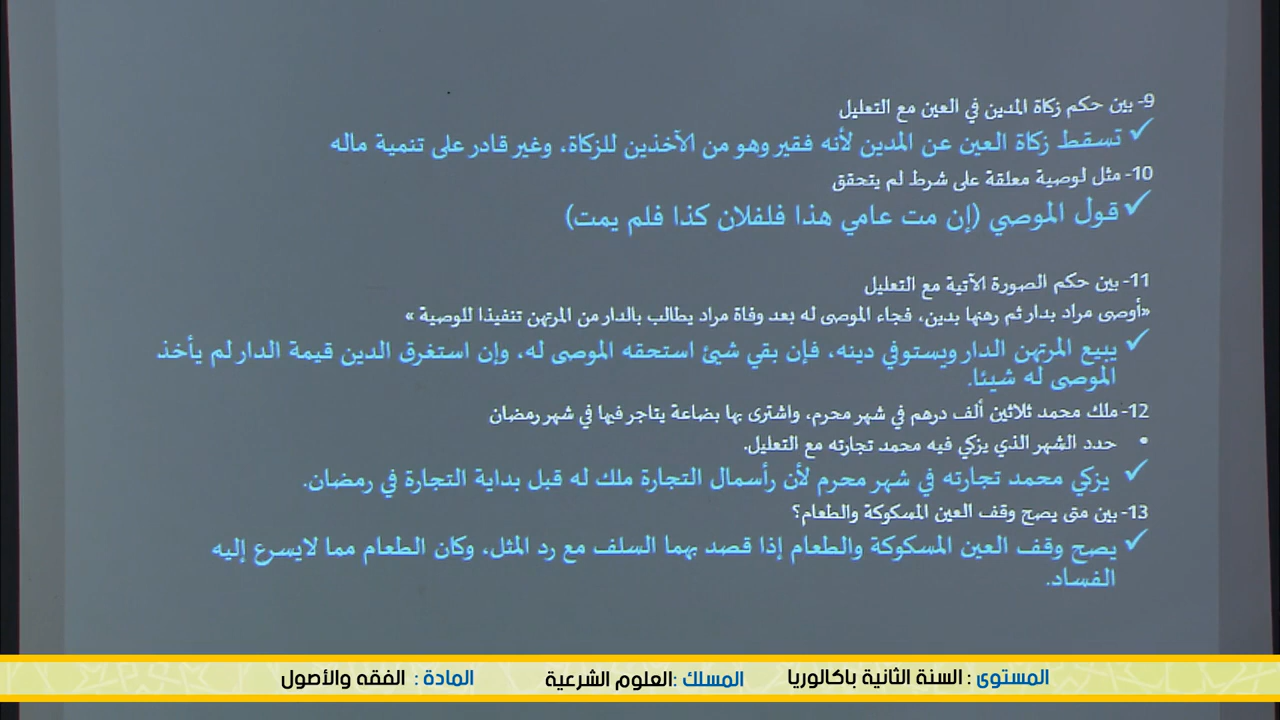 9- بين حكم زكاة المدين في العين مع التعليل
✓ تسقط زكاة العين عن المدين لأنه فقير وهو من الآخذين للزكاة، وغير قادر على تنمية ماله
10- مثل لوصية معلقة على شرط لم يتحقق
✓ قول الموصي (إن مت عامي هذا فلفلان كذا فلم يمت)
11- بين حكم الصورة الآتية مع التعليل
«أوصى مراد بدار ثم رهنها بدين، فجاء الموصى له بعد وفاة مراد يطالب بالدار من المرتهن تنفيذا للوصية »
✓ يبيع المرتهن الدار ويستوفي دينه، فإن بقي شيئ استحقه الموصى له، وإن استغرق الدين قيمة الدار لم يأخذ
الموصى له شيئا.
12- ملك محمد ثلاثين ألف درهم في شهر محرم، واشترى بها بضاعة يتاجر فيها في شهر رمضان
• حدد الشهر الذي يزكي فيه محمد تجارته مع التعليل.
✓ يزكي محمد تجارته في شهر محرم لأن رأسمال التجارة ملك له قبل بداية التجارة في رمضان.
13- بين متى يصح وقف العين المسكوكة والطعام؟
✓ يصح وقف العين المسكوكة والطعام إذا قصد بهما السلف مع رد المثل، وكان الطعام مما لايسرع إليه
الفساد.
المستوى : السنة الثانية باكالوريا المسلك :العلوم الشرعية المادة : الفقه والأصول